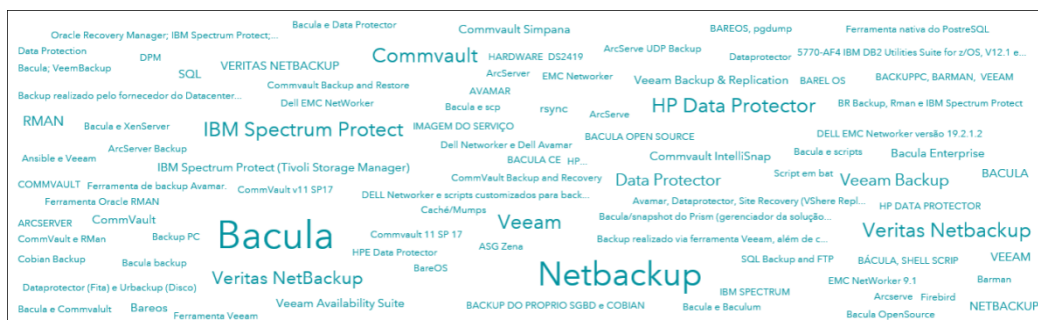 Bacula e Data Protector
Commvault Simpana
BAREOS, pgdump
Ferramenta nativa do PostreSQL
Oracle Recovery Manager; IBM Spectrum Protect;...
Data Protection
DPM
Commvault
HARDWARE DS2419
ArcServe UDP Backup
Dataprotector
5770-AF4 IBM DB2 Utilities Suite for z/OS, V12.1 e...
Bacula; VeemBackup
SQL
VERITAS NETBACKUP
ArcServer
EMC Networker
Veeam Backup & Replication
BAREL OS
BACKUPPC, BARMAN, VEEAM
Commvault Backup and Restore
AVAMAR
Backup realizado pelo fornecedor do Datacenter...
Dell EMC NetWorker
Bacula e scp
rsync
ArcServe
HP Data Protector
BR Backup, Rman e IBM Spectrum Protect
RMAN
Bacula e XenServer
IBM Spectrum Protect
IMAGEM DO SERVIÇO
BACULA OPEN SOURCE
DELL EMC Networker versão 19.2.1.2
ArcServer Backup
Dell Networker e Dell Avamar
Ansible e Veeam
BACULA CE
HP...
Commvault IntelliSnap
Bacula e scripts
Bacula Enterprise
IBM Spectrum Protect (Tivoli Storage Manager)
CommVault Backup and Recovery
Data Protector
Script em bat
Veeam Backup
BACULA
COMMVAULT
Ferramenta de backup Avamar.
CommVault v11 SP17
DELL Networker e scripts customizados para back...
Avamar, Dataprotector, Site Recovery (VShere Repl...
HP DATA PROTECTOR
Ferramenta Oracle RMAN
Caché/Mumps
ARCSERVER
CommVault
Bacula
Veeam
Bacula/snapshot do Prism (gerenciador da solução...
Veritas Netbackup
CommVault e RMan
Backup PC
Commvault 11 SP 17
ASG Zena
Backup realizado via ferramenta Veeam, além de c...
HPE Data Protector
Cobian Backup
Bacula backup
BareOS
Netbackup
SQL Backup and FTP
BÁCULA, SHELL SCRIP
VEEAM
Veritas NetBackup
EMC NetWorker 9.1
Barman
Dataprotector (Fita) e Urbackup (Disco)
IBM SPECTRUM
Arcserve
Firebird
Bacula e Commvalult
Bareos
Veeam Availability Suite
BACKUP DO PROPRIO SGBD e COBIAN
Bacula e Baculum
NETBACKUP
Ferramenta Veeam
Bacula OpenSource